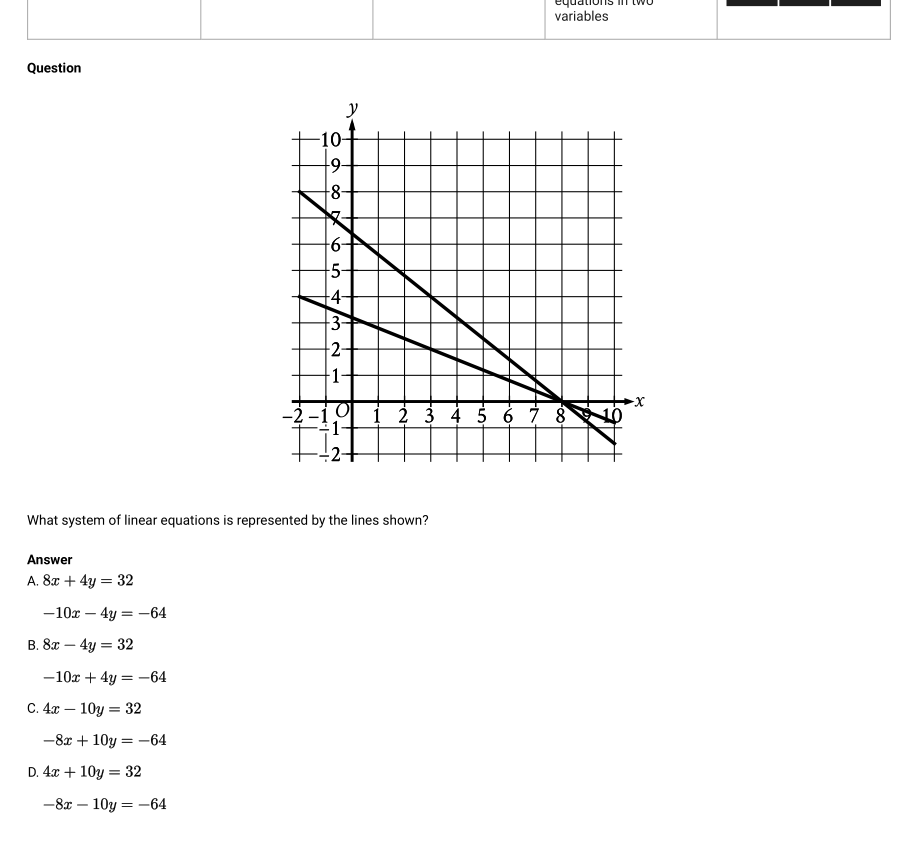 equations in two
variables
Question
y
10
9
8
7
6
5
4
3
2
1
x
−2 −1 O 1 2 3 4 5 6 7 8 9 10
−1
−2
What system of linear equations is represented by the lines shown?
Answer
A. 8x + 4y = 32
−10x − 4y = −64
B. 8x − 4y = 32
−10x + 4y = −64
C. 4x − 10y = 32
−8x + 10y = −64
D. 4x + 10y = 32
−8x − 10y = −64